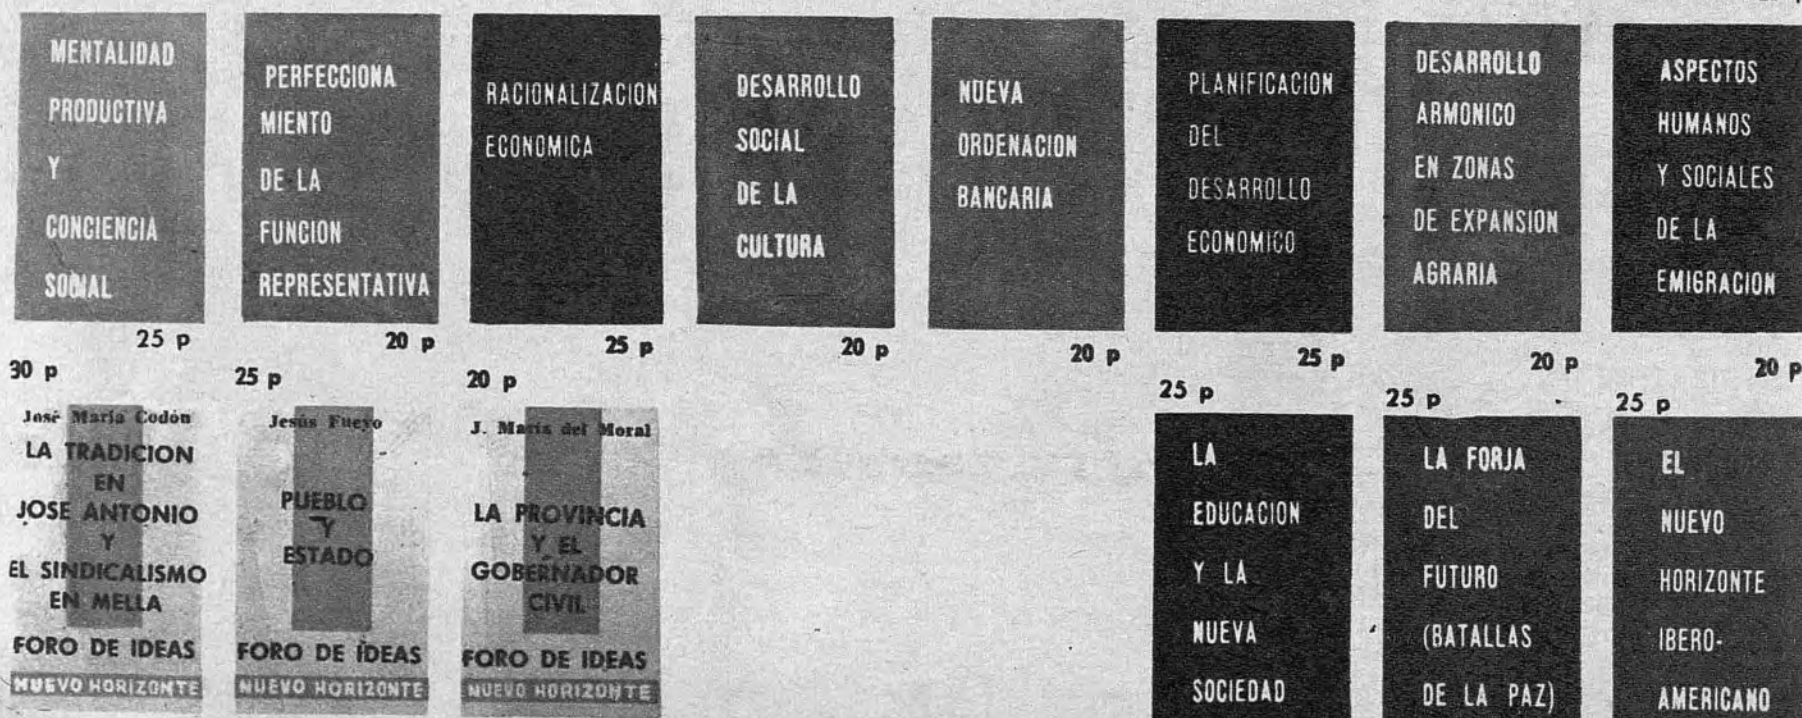 MENTALIDAD
PRODUCTIVA
Y
CONCIENCIA
SOCIAL
25 p
PERFECCIONA
MIENTO
DE LA
FUNCION
REPRESENTATIVA
20 p
RACIONALIZACION
ECONOMICA
25 p
DESARROLLO
SOCIAL
DE LA
CULTURA
20 p
NUEVA
ORDENACION
BANCARIA
20 p
PLANIFICACION
DEL
DESARROLLO
ECONOMICO
25 p
DESARROLLO
ARMONICO
EN ZONAS
DE EXPANSION
AGRARIA
20 p
ASPECTOS
HUMANOS
Y SOCIALES
DE LA
EMIGRACION
20 p
30 p
José María Codón
LA TRADICION
EN
JOSE ANTONIO
Y
EL SINDICALISMO
EN MELLA
FORO DE IDEAS
NUEVO HORIZONTE
25 p
Jesús Fueyo
PUEBLO
Y
ESTADO
FORO DE IDEAS
NUEVO HORIZONTE
20 p
J. María del Moral
LA PROVINCIA
Y EL
GOBERNADOR
CIVIL
FORO DE IDEAS
NUEVO HORIZONTE
25 p
LA
EDUCACION
Y LA
NUEVA
SOCIEDAD
25 p
LA FORJA
DEL
FUTURO
(BATALLAS
DE LA PAZ)
25 p
EL
NUEVO
HORIZONTE
IBERO-
AMERICANO